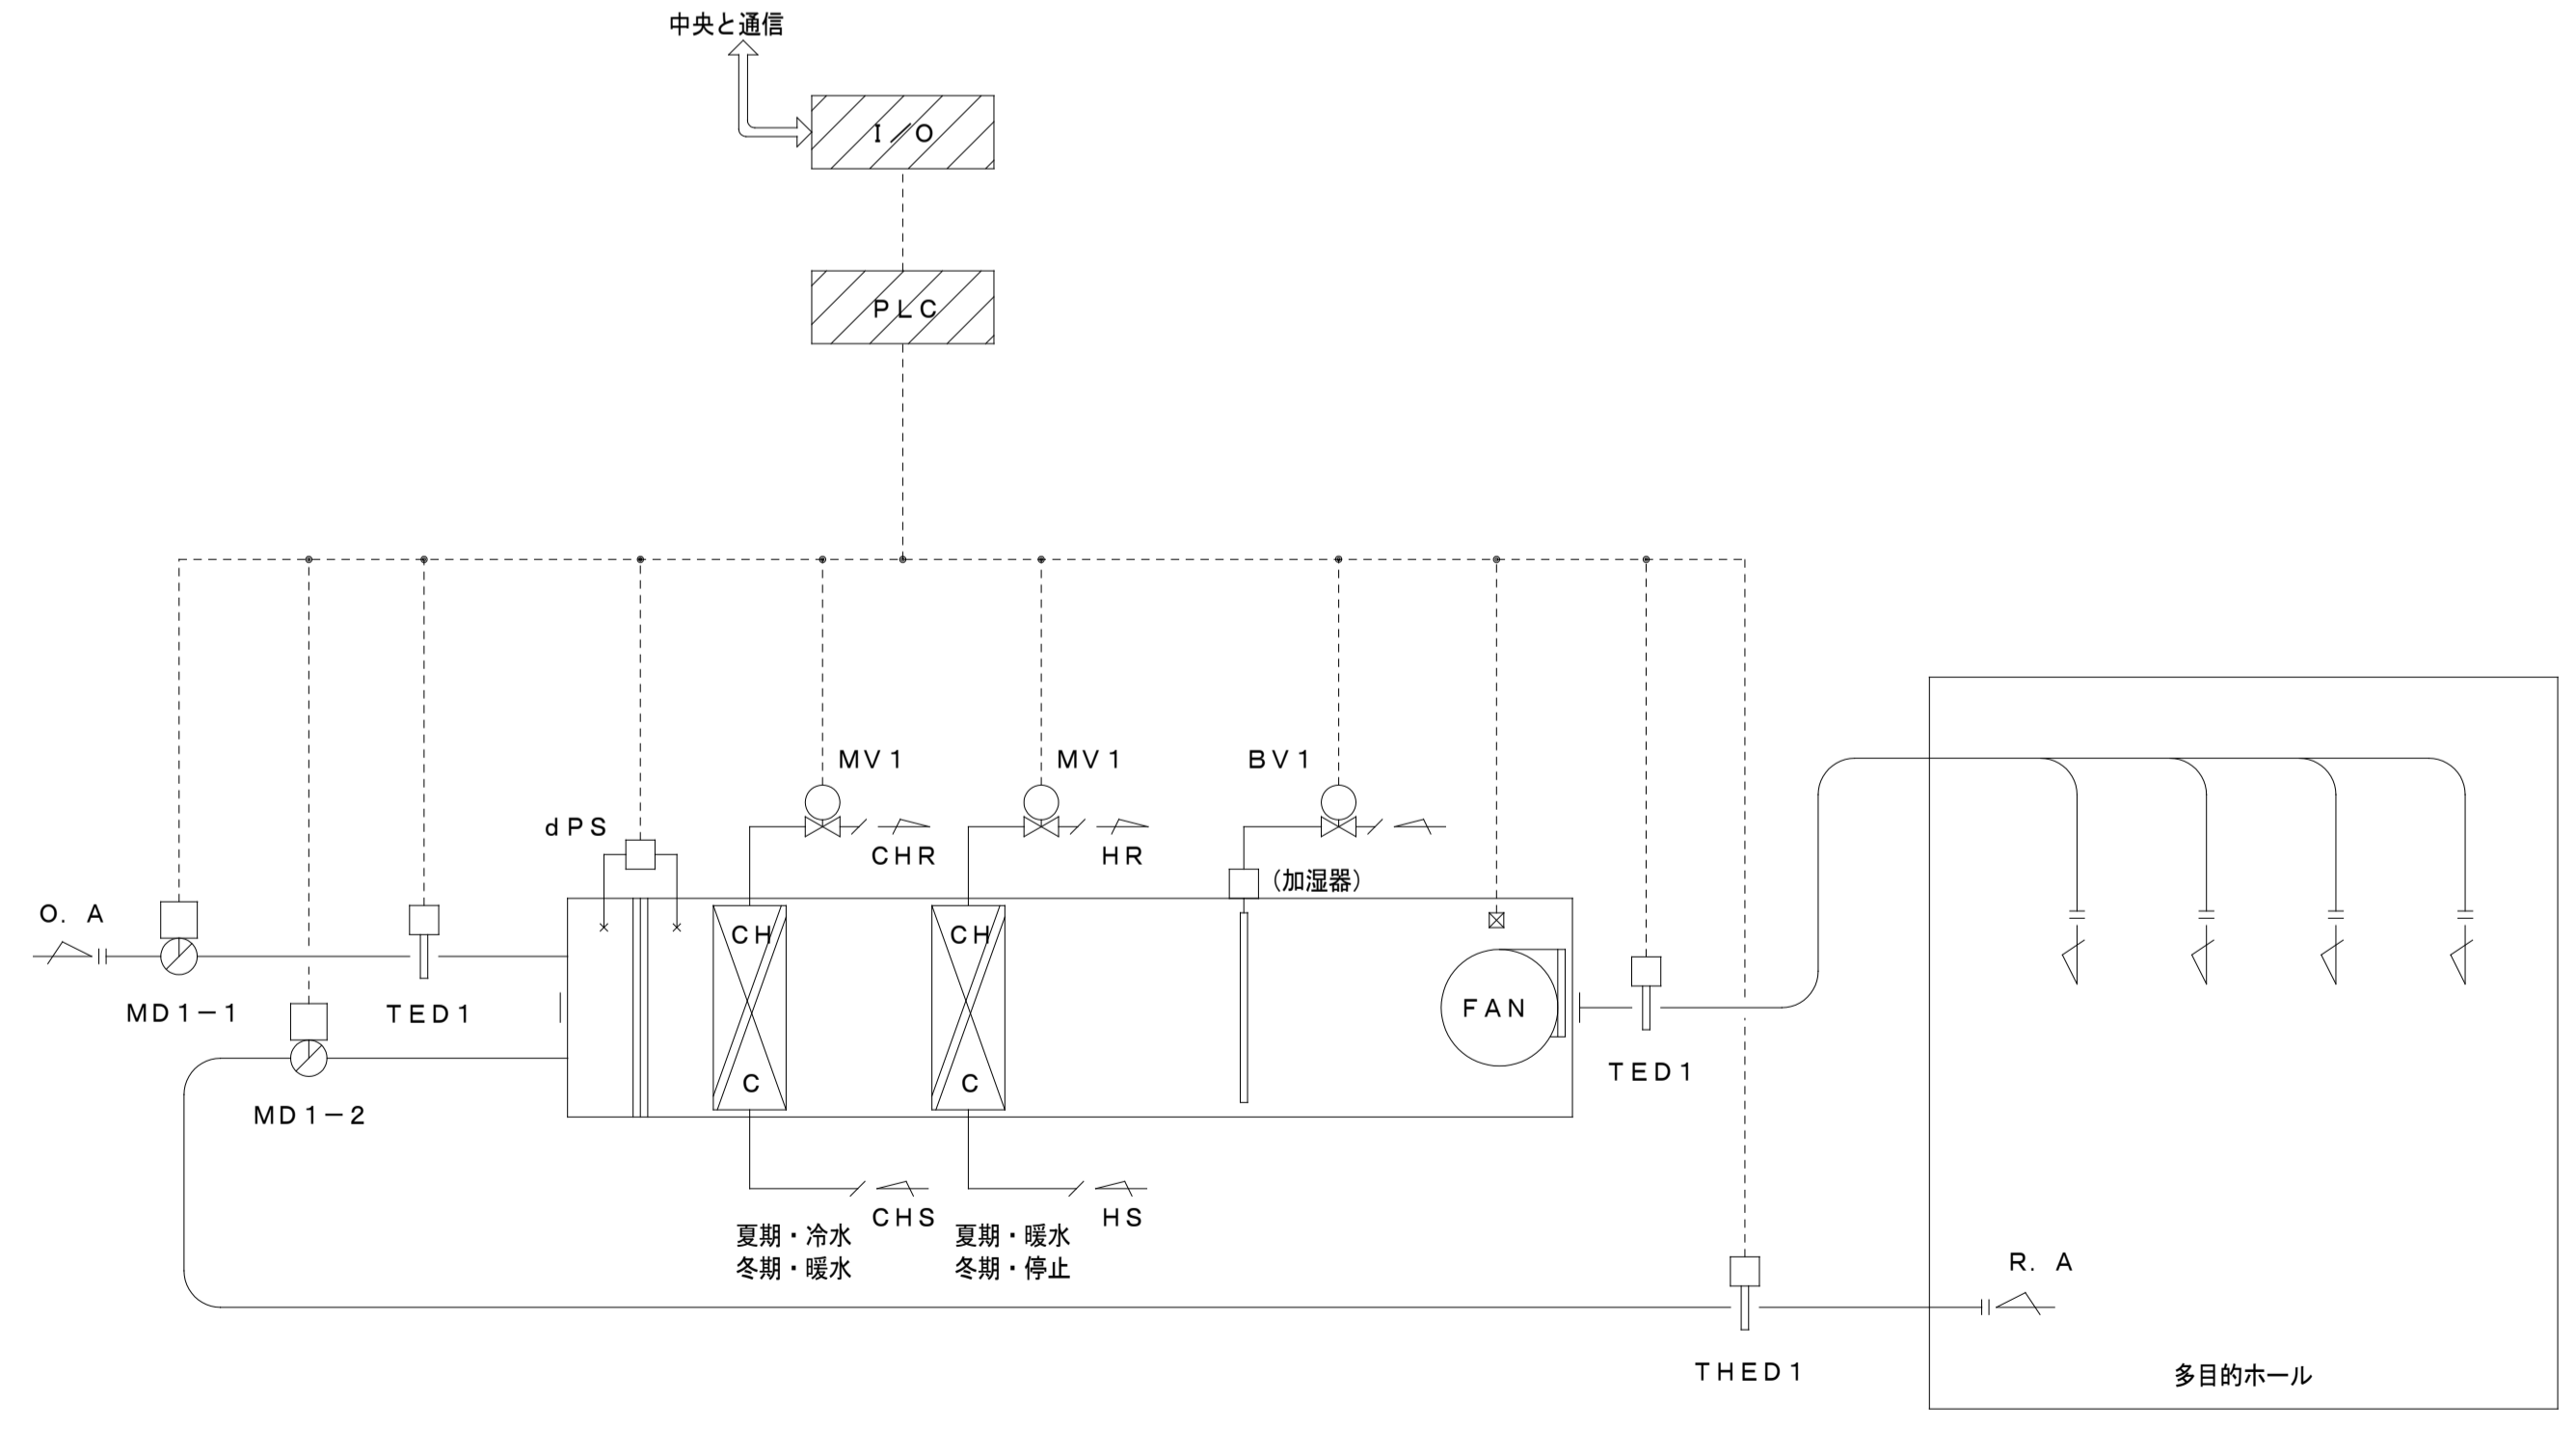 中央と通信
I／O
PLC
MV1
MV1
BV1
dPS
CHR
HR
(加湿器)
O. A
CH
CH
MD1-1
TED1
FAN
TED1
C
C
MD1-2
CHS
HS
夏期・冷水
冬期・暖水
夏期・暖水
冬期・停止
R. A
THED1
多目的ホール